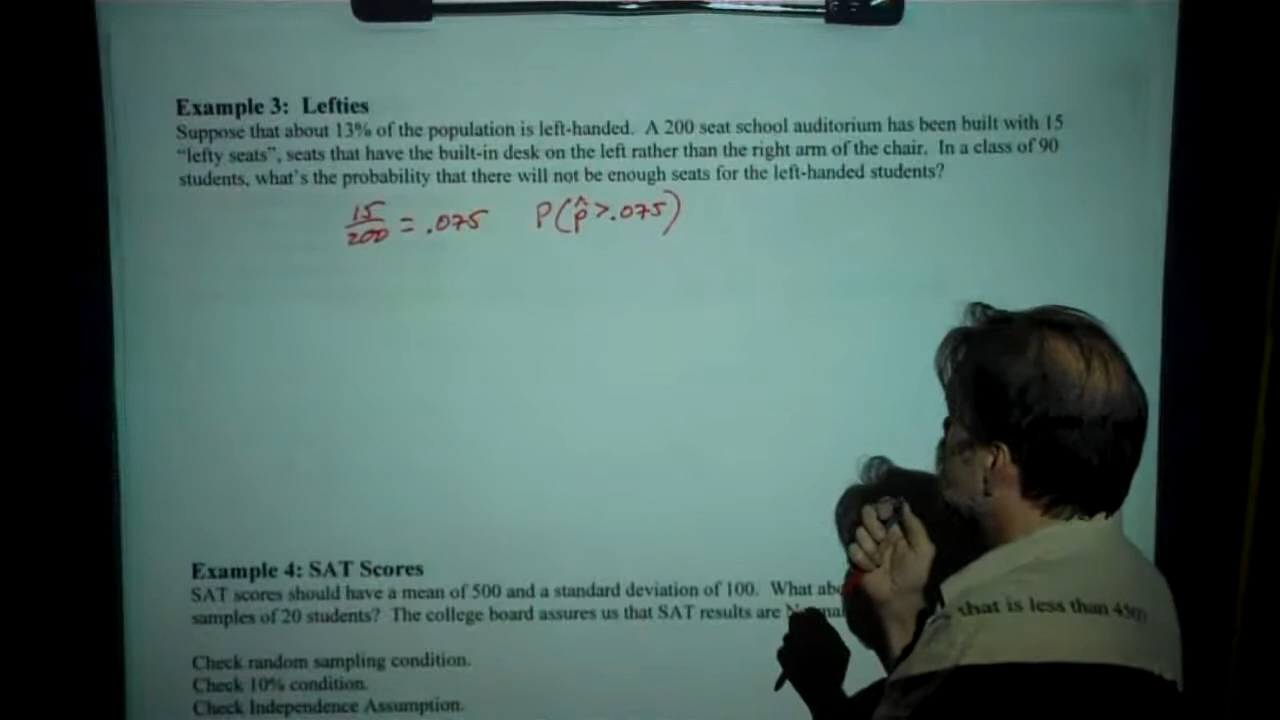 Example 3: Lefties
Suppose that about 13% of the population is left-handed. A 200 seat school auditorium has been built with 15
“lefty seats”, seats that have the built-in desk on the left rather than the right arm of the chair. In a class of 90
students, what’s the probability that there will not be enough seats for the left-handed students?
15/200 = .075 P(p̂ > .075)
Example 4: SAT Scores
SAT scores should have a mean of 500 and a standard deviation of 100. What
samples of 20 students? The college board assures us that SAT results are that is less than
Check random sampling condition.
Check 10% condition.
Check Independence Assumption.